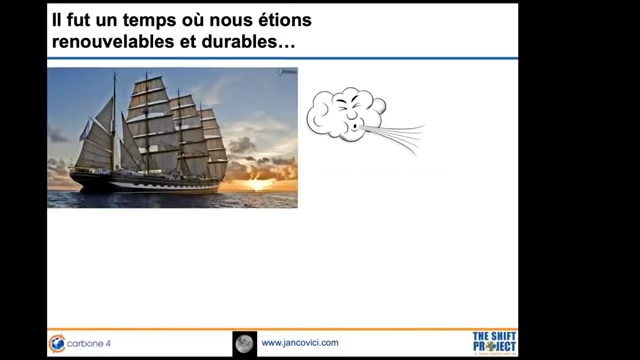 Il fut un temps où nous étions
renouvelables et durables…
carbone 4
www.jancovici.com
THE SHIFT
PROJECT